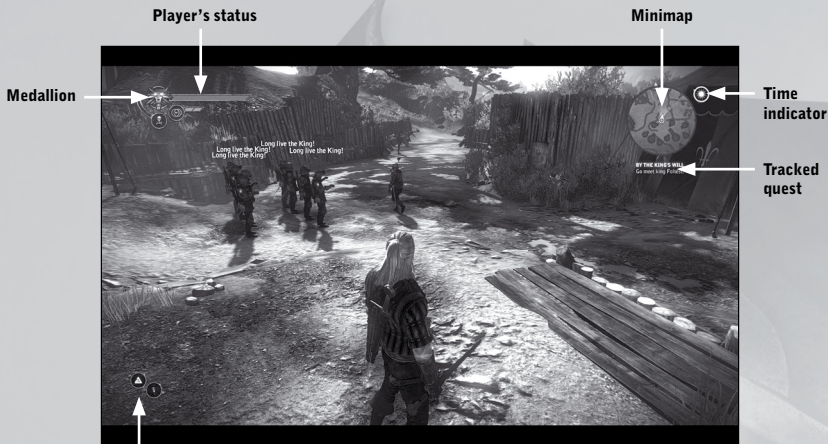 Player's status
Minimap
Medallion
Time
indicator
Long live the King!
Long live the King!
Long live the King!
Long live the King!
BY THE KING'S WILL
Go meet king Foltest
Tracked
quest